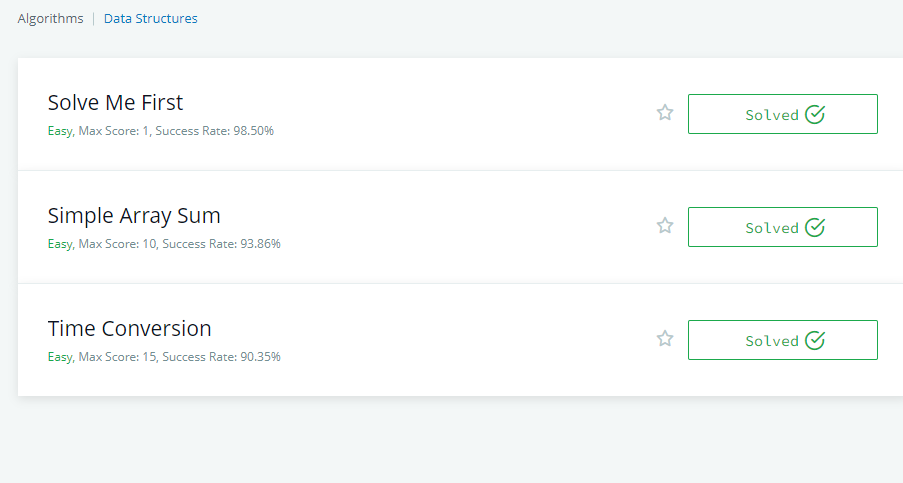 Algorithms | Data Structures
Solve Me First
Easy, Max Score: 1, Success Rate: 98.50%
Solved
Simple Array Sum
Easy, Max Score: 10, Success Rate: 93.86%
Solved
Time Conversion
Easy, Max Score: 15, Success Rate: 90.35%
Solved